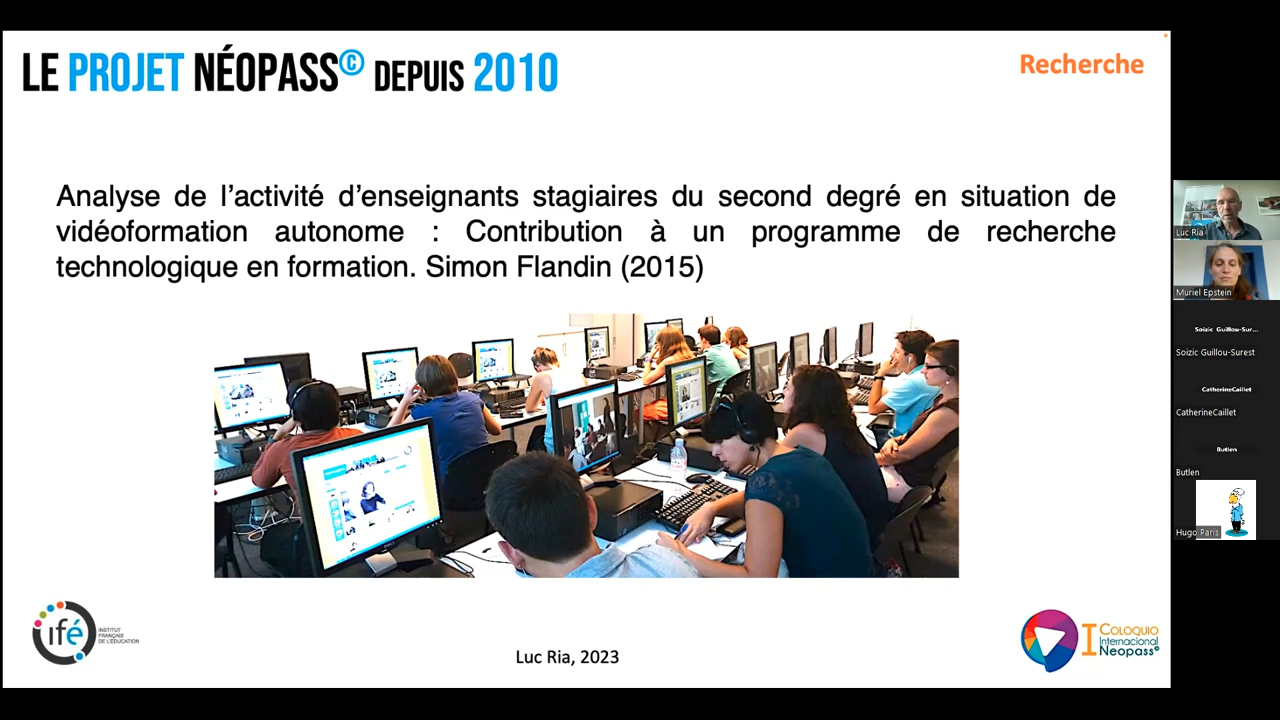 LE PROJET NÉOPASS© DEPUIS 2010
Recherche
Analyse de l'activité d'enseignants stagiaires du second degré en situation de
vidéoformation autonome : Contribution à un programme de recherche
technologique en formation. Simon Flandin (2015)
ifé
INSTITUT
FRANÇAIS
DE L'ÉDUCATION
Luc Ria, 2023
I Coloquio
Internacional
Neopass©
Luc Ria
Muriel Epstein
Soizic Guillou-Sur...
Soizic Guillou-Surest
CatherineCaillet
CatherineCaillet
Butlen
Butlen
Hugo Paris